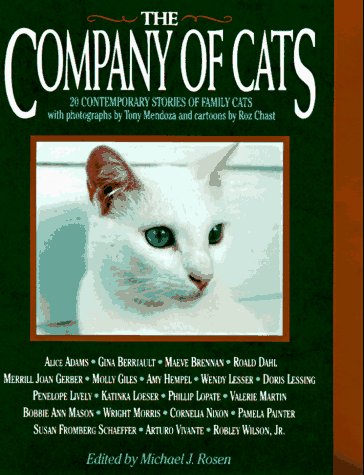 THE
COMPANY OF CATS
20 CONTEMPORARY STORIES OF FAMILY CATS
with photographs by Tony Mendoza and cartoons by Roz Chast
ALICE ADAMS • GINA BERRIAULT • MAEVE BRENNAN • ROALD DAHL
MERRILL JOAN GERBER • MOLLY GILES • AMY HEMPEL • WENDY LESSER • DORIS LESSING
PENELOPE LIVELY • KATINKA LOESER • PHILLIP LOPATE • VALERIE MARTIN
BOBBIE ANN MASON • WRIGHT MORRIS • CORNELIA NIXON • PAMELA PAINTER
SUSAN FROMBERG SCHAEFFER • ARTURO VIVANTE • ROBLEY WILSON, JR.
Edited by Michael J. Rosen